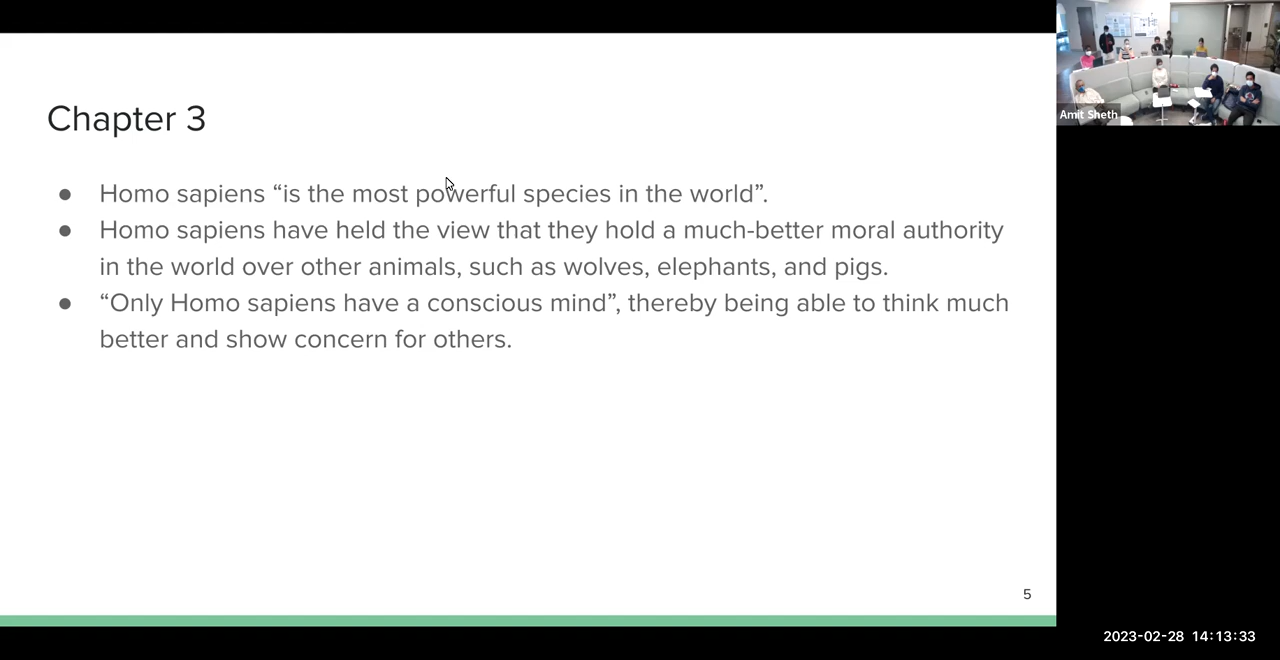 Chapter 3
● Homo sapiens “is the most powerful species in the world”.
● Homo sapiens have held the view that they hold a much-better moral authority
in the world over other animals, such as wolves, elephants, and pigs.
● “Only Homo sapiens have a conscious mind”, thereby being able to think much
better and show concern for others.
5
Amit Sheth
2023-02-28 14:13:33